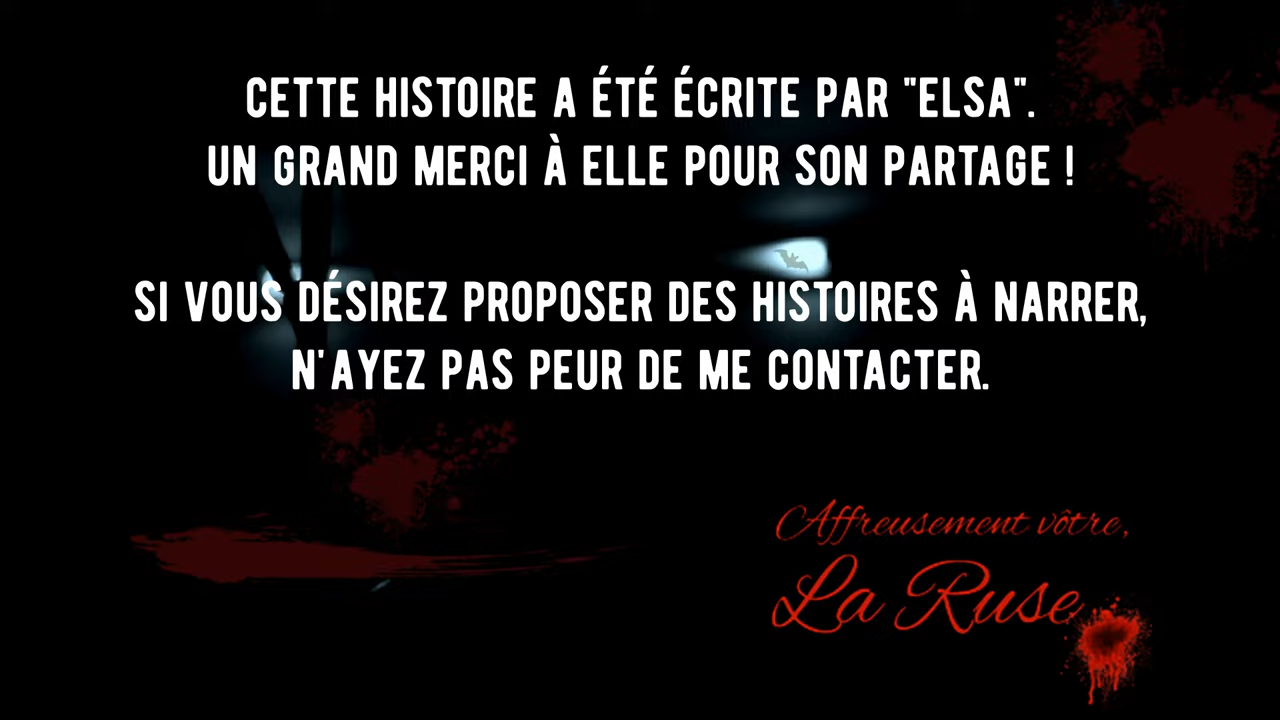 CETTE HISTOIRE A ÉTÉ ÉCRITE PAR "ELSA".
UN GRAND MERCI À ELLE POUR SON PARTAGE !
SI VOUS DÉSIREZ PROPOSER DES HISTOIRES À NARRER,
N'AYEZ PAS PEUR DE ME CONTACTER.
Affreusement vôtre,
La Ruse